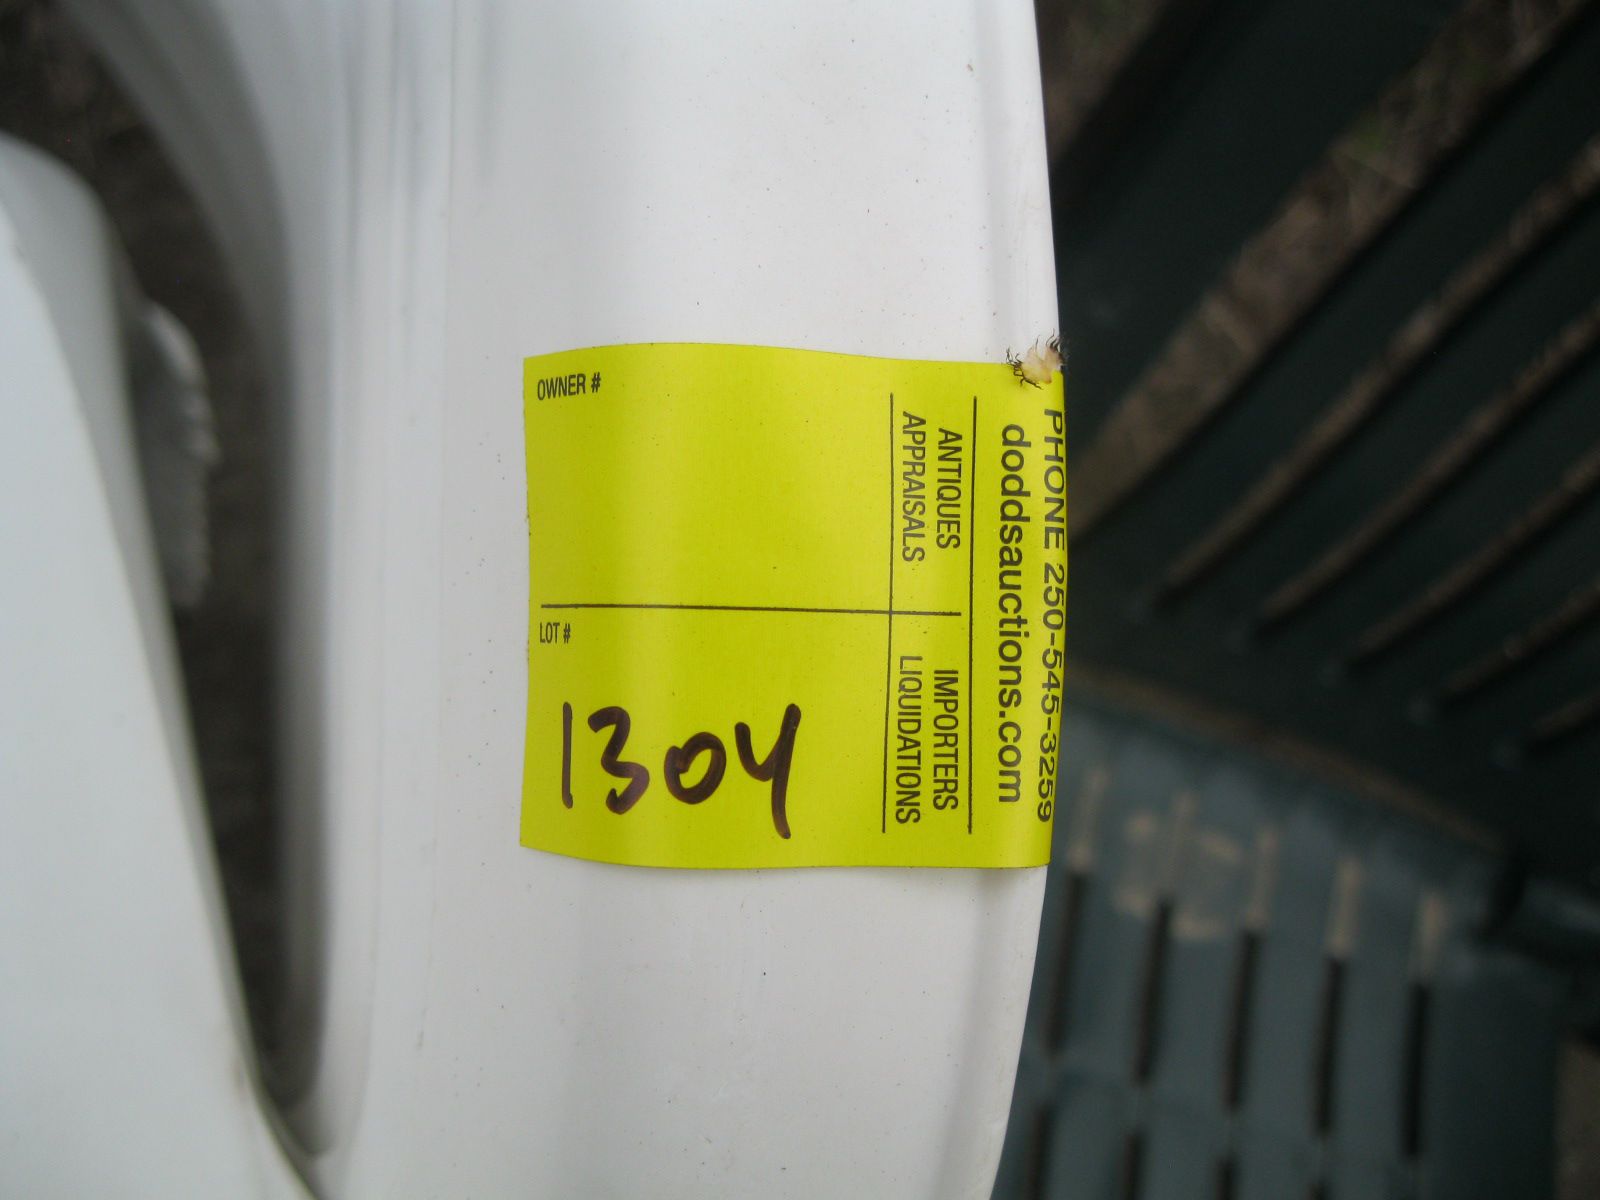 PHONE 250-545-3259
doddsauctions.com
ANTIQUES
APPRAISALS
IMPORTERS
LIQUIDATIONS
OWNER #
LOT #
1304